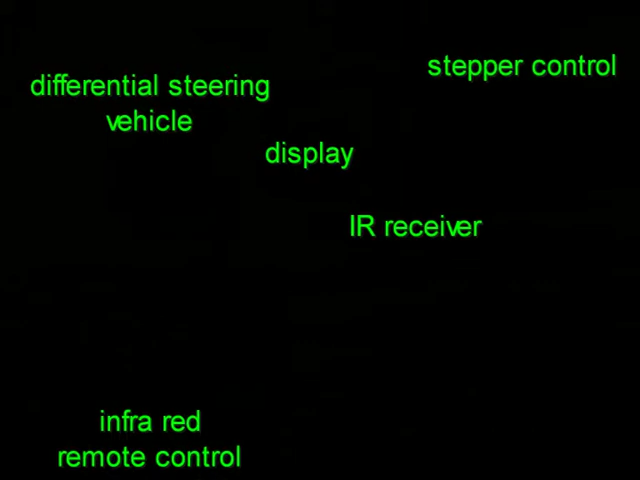 stepper control
differential steering
vehicle
display
IR receiver
infra red
remote control